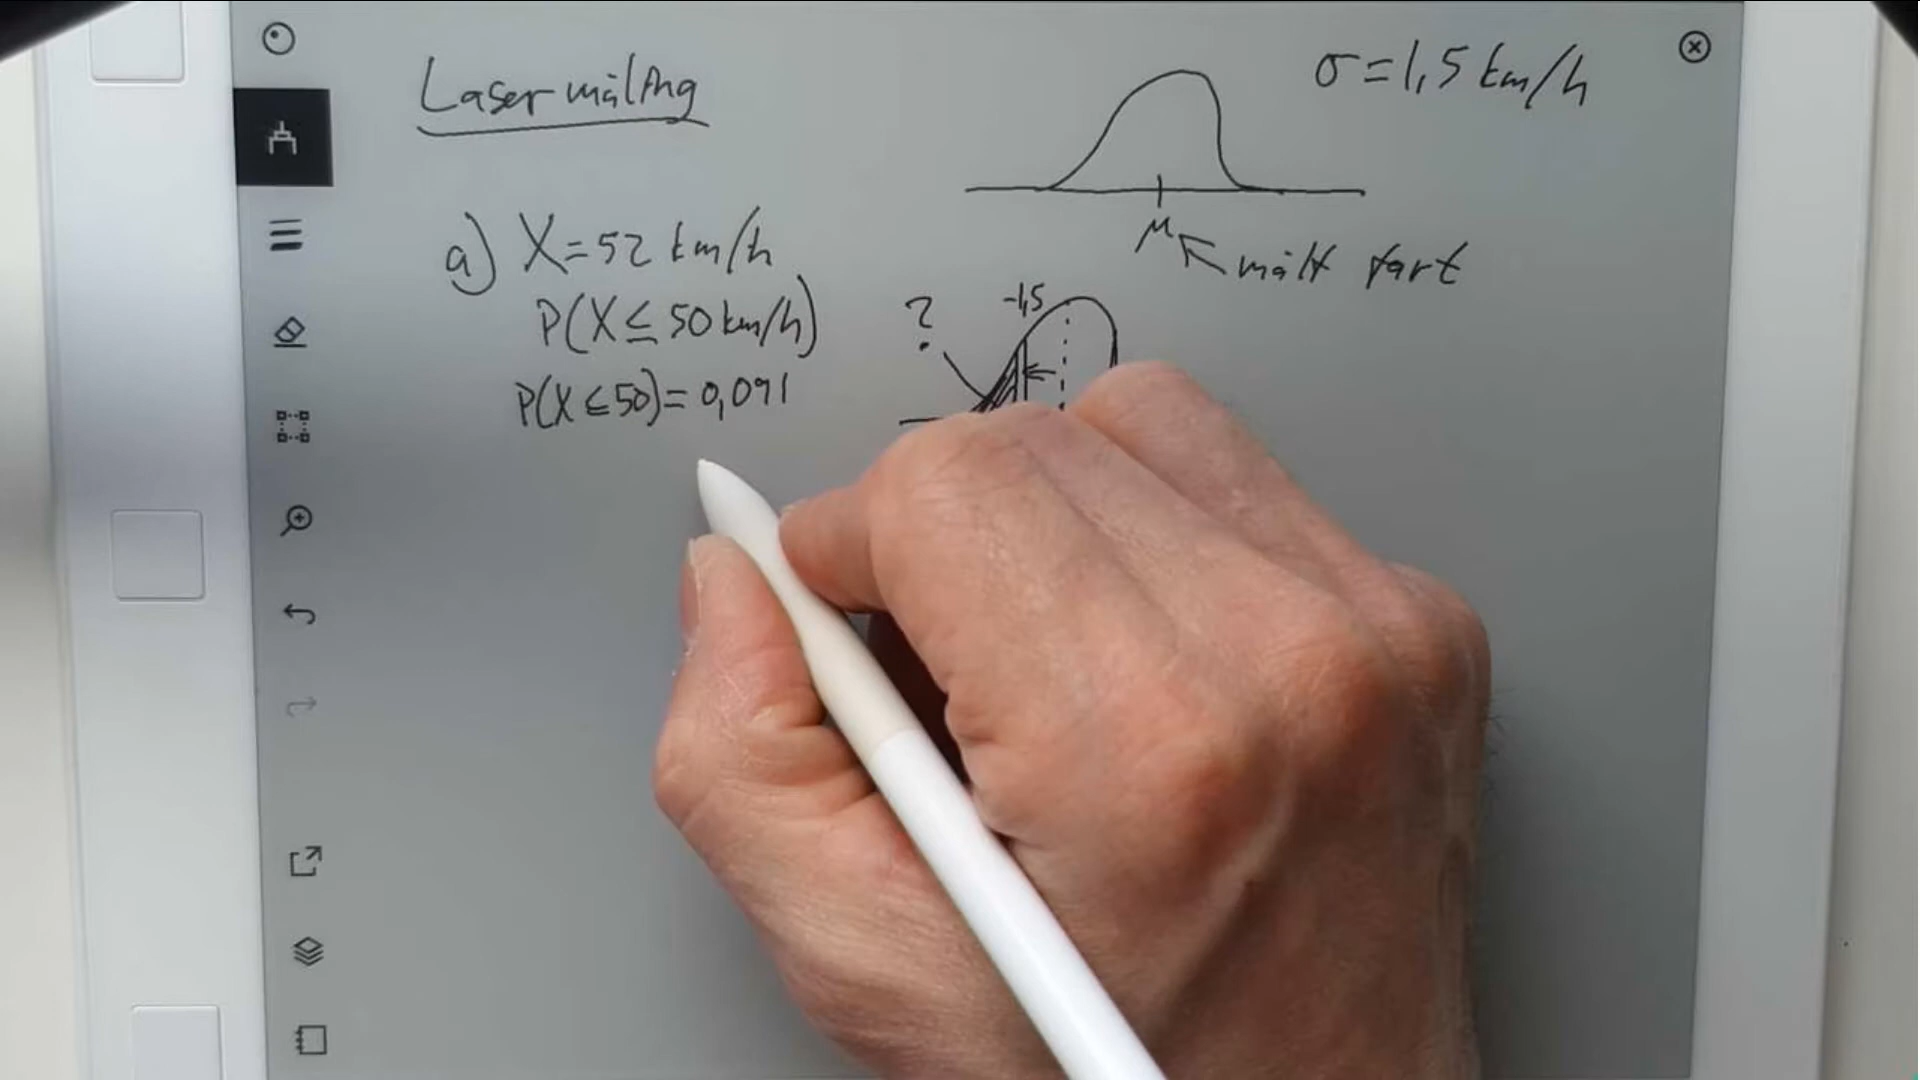 Lasermåling
σ=1,5 km/h
μ
målt fart
a) X=52 km/h
P(X≤50 km/h)
? -1,5
P(X≤50)=0,091